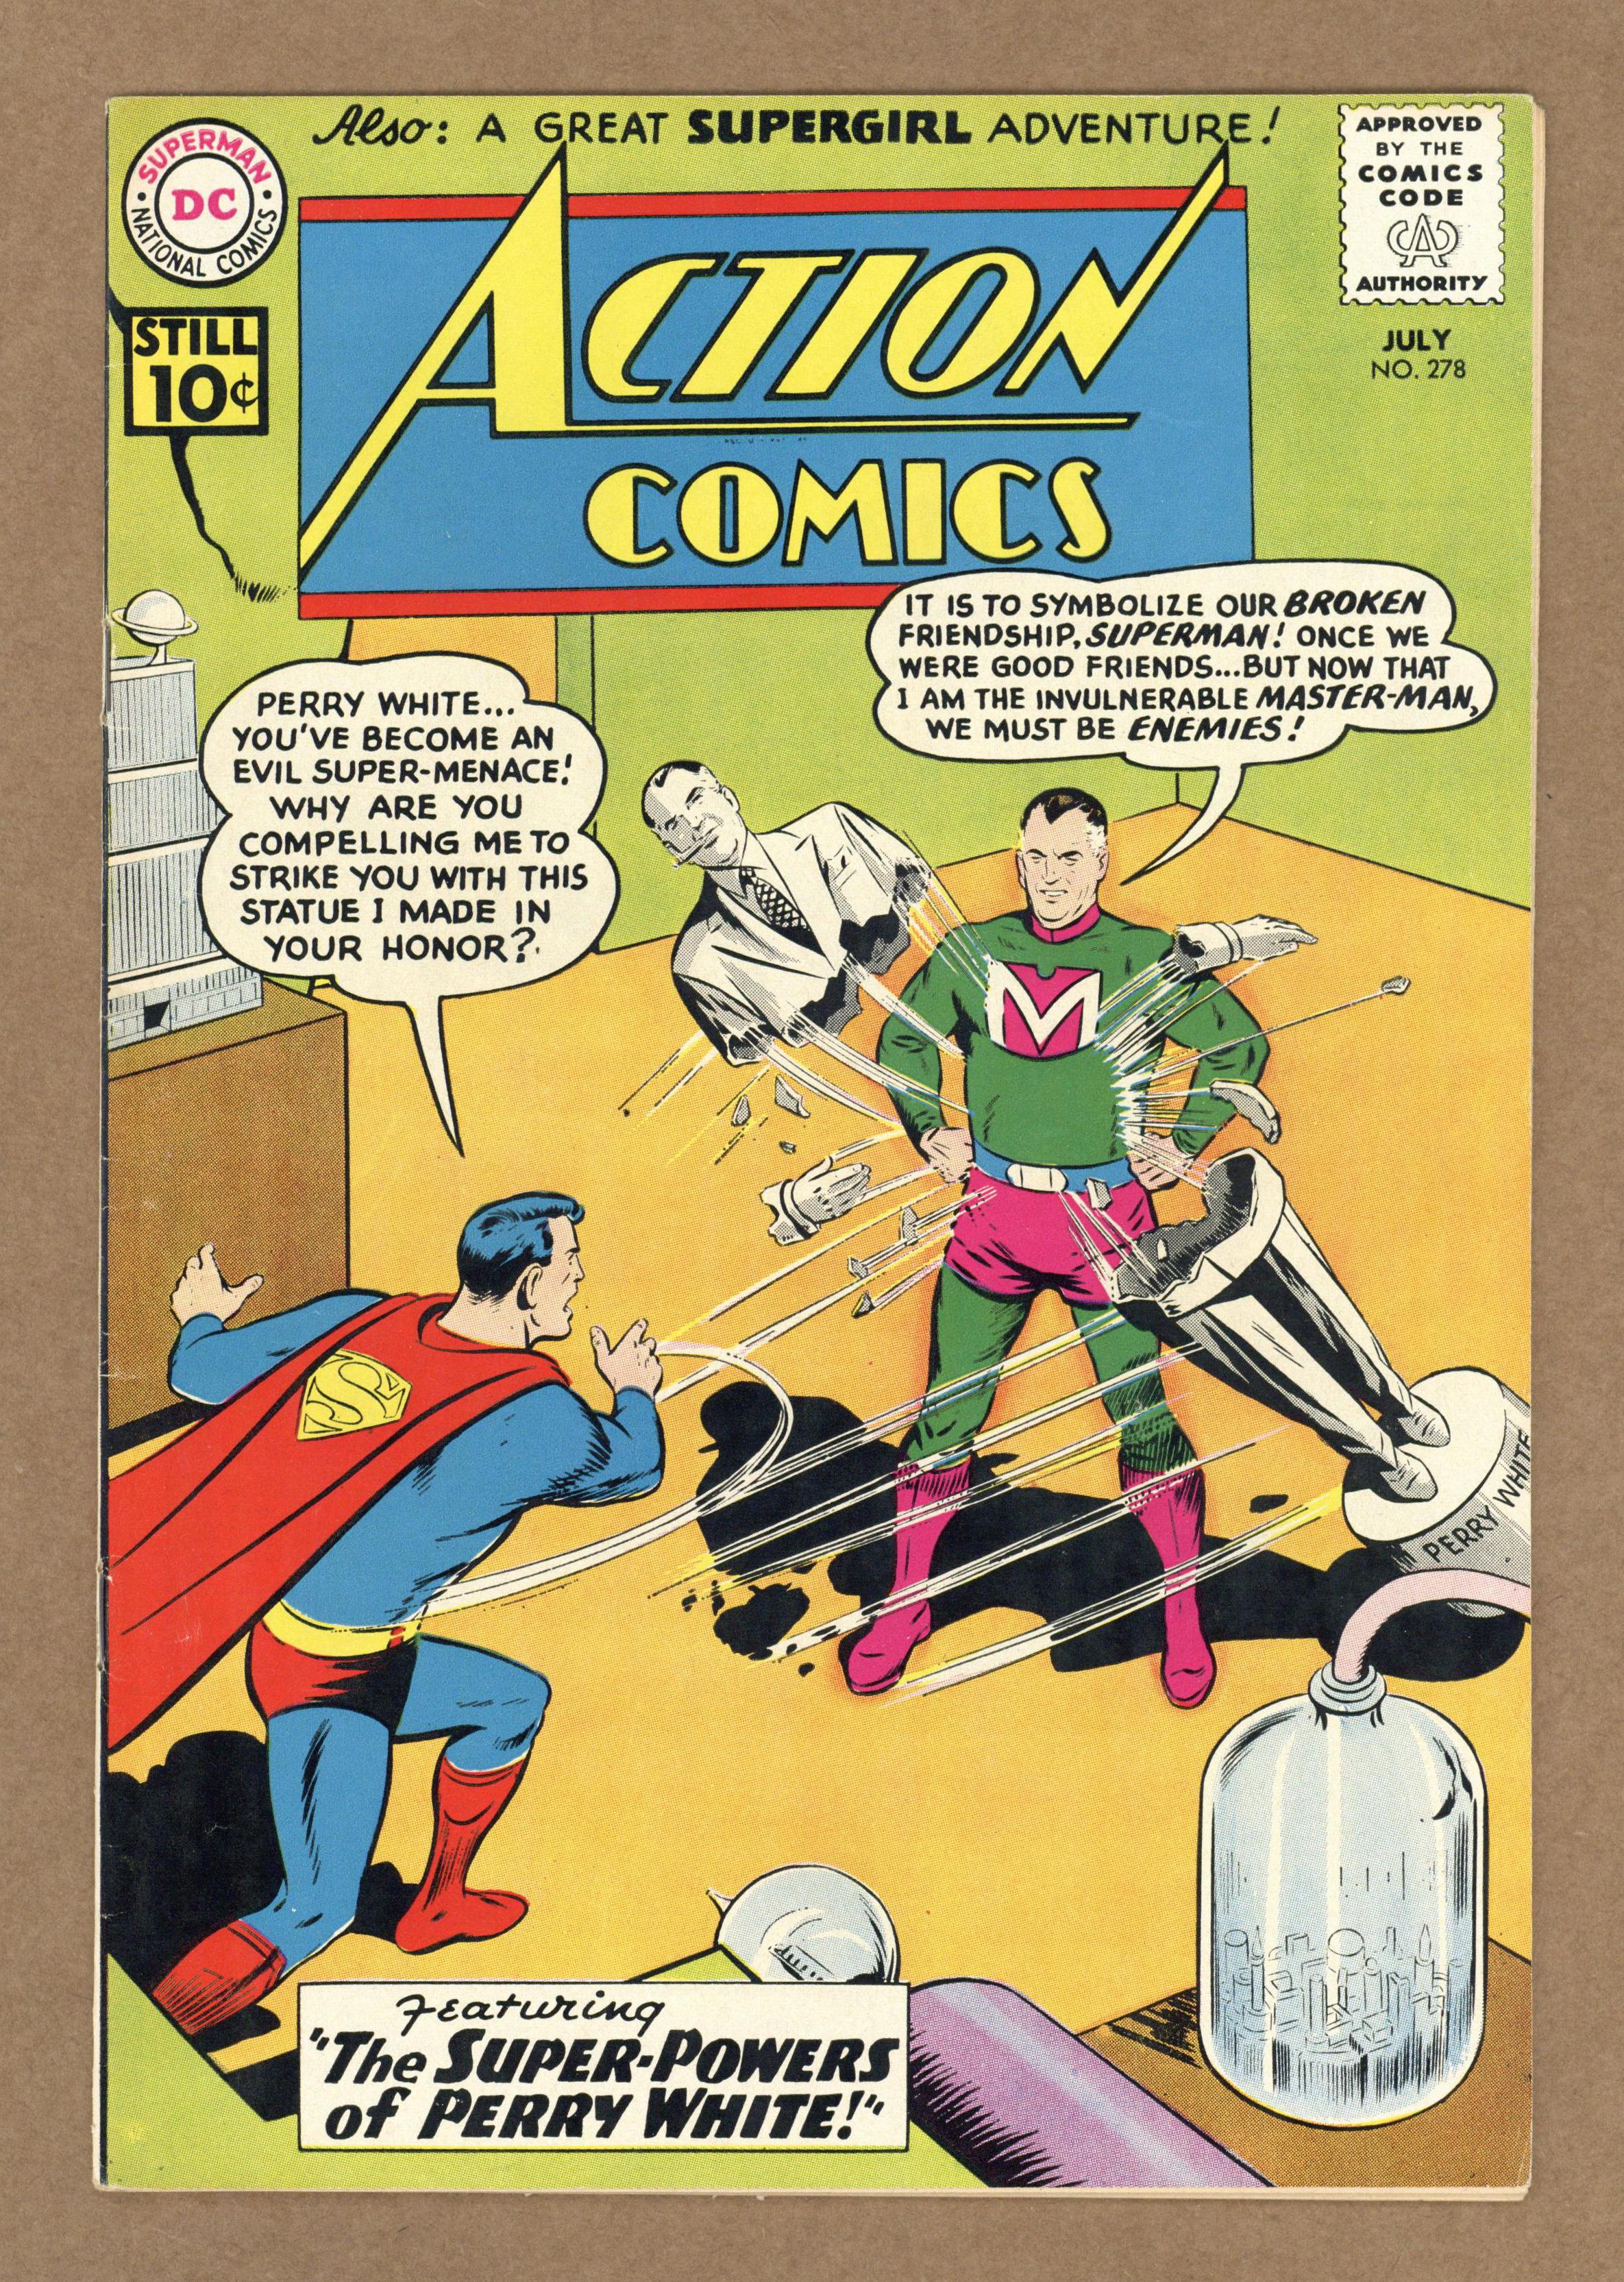 Also: A GREAT SUPERGIRL ADVENTURE!
SUPERMAN
DC
NATIONAL COMICS
STILL
10¢
ACTION
COMICS
APPROVED
BY THE
COMICS
CODE
CA
AUTHORITY
JULY
NO. 278
IT IS TO SYMBOLIZE OUR BROKEN
FRIENDSHIP, SUPERMAN! ONCE WE
WERE GOOD FRIENDS...BUT NOW THAT
I AM THE INVULNERABLE MASTER-MAN,
WE MUST BE ENEMIES!
PERRY WHITE...
YOU'VE BECOME AN
EVIL SUPER-MENACE!
WHY ARE YOU
COMPELLING ME TO
STRIKE YOU WITH THIS
STATUE I MADE IN
YOUR HONOR?
M
S
PERRY WHITE
Featuring
"The SUPER-POWERS
of PERRY WHITE!"